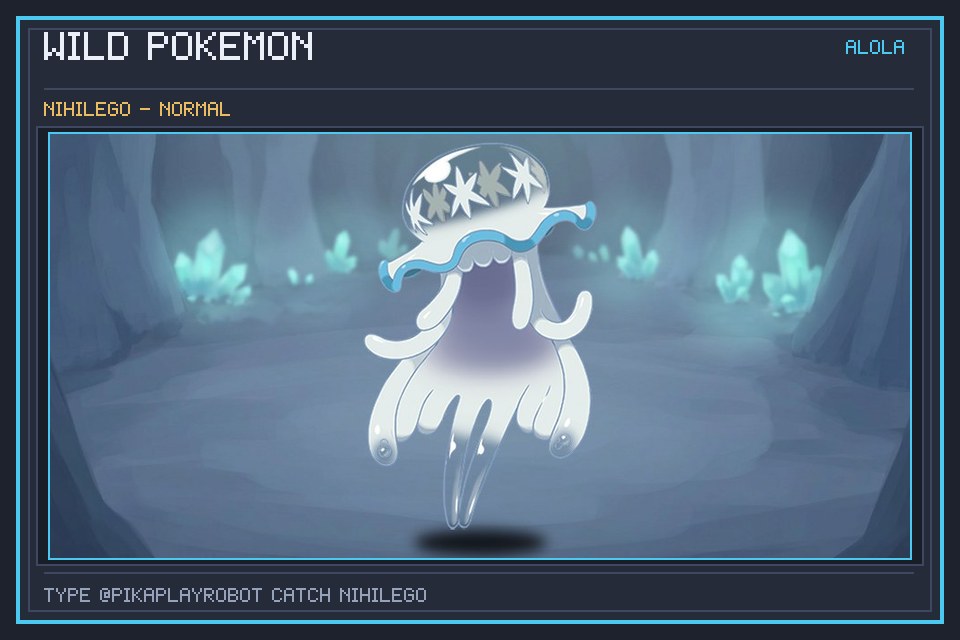 WILD POKEMON
ALOLA
NIHILEGO - NORMAL
TYPE @PIKAPLAYROBOT CATCH NIHILEGO